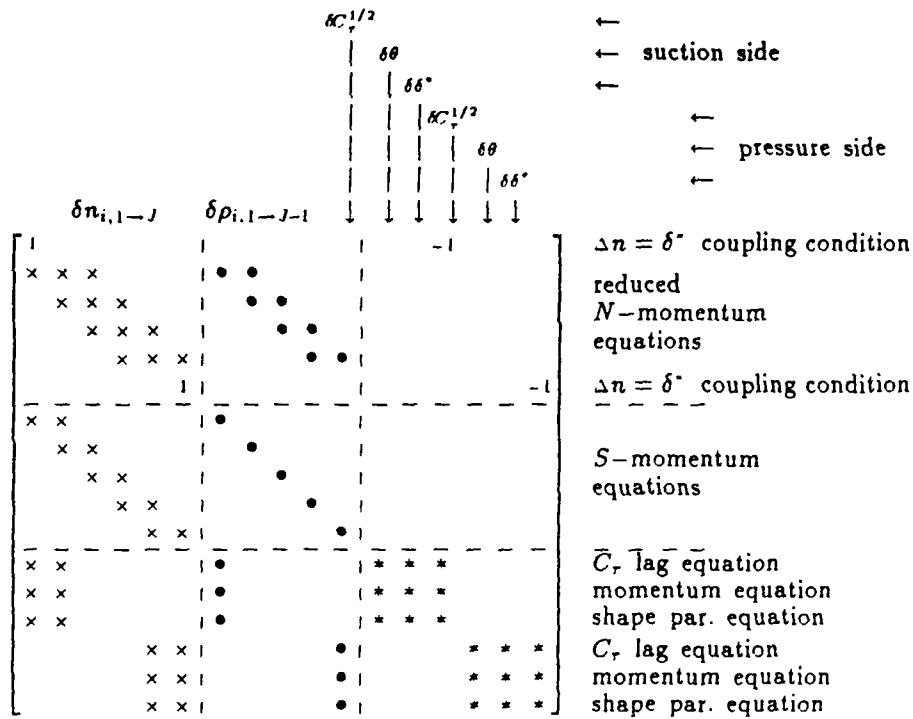 δC_τ^{1/2} ←
δθ ← suction side
δδ* ←
δC_τ^{1/2} ←
δθ ← pressure side
δδ* ←
δn_{i,1→J} δρ_{i,1→J-1}
1 -1 Δn = δ* coupling condition
× × × ● ● reduced
× × × ● ● N-momentum
× × × ● ● equations
× × × ● ●
1 -1 Δn = δ* coupling condition
× × ●
× × ● S-momentum
× × ● equations
× × ●
× × ●
× × ● * * * C_τ lag equation
× × ● * * * momentum equation
× × ● * * * shape par. equation
× × ● * * * C_τ lag equation
× × ● * * * momentum equation
× × ● * * * shape par. equation